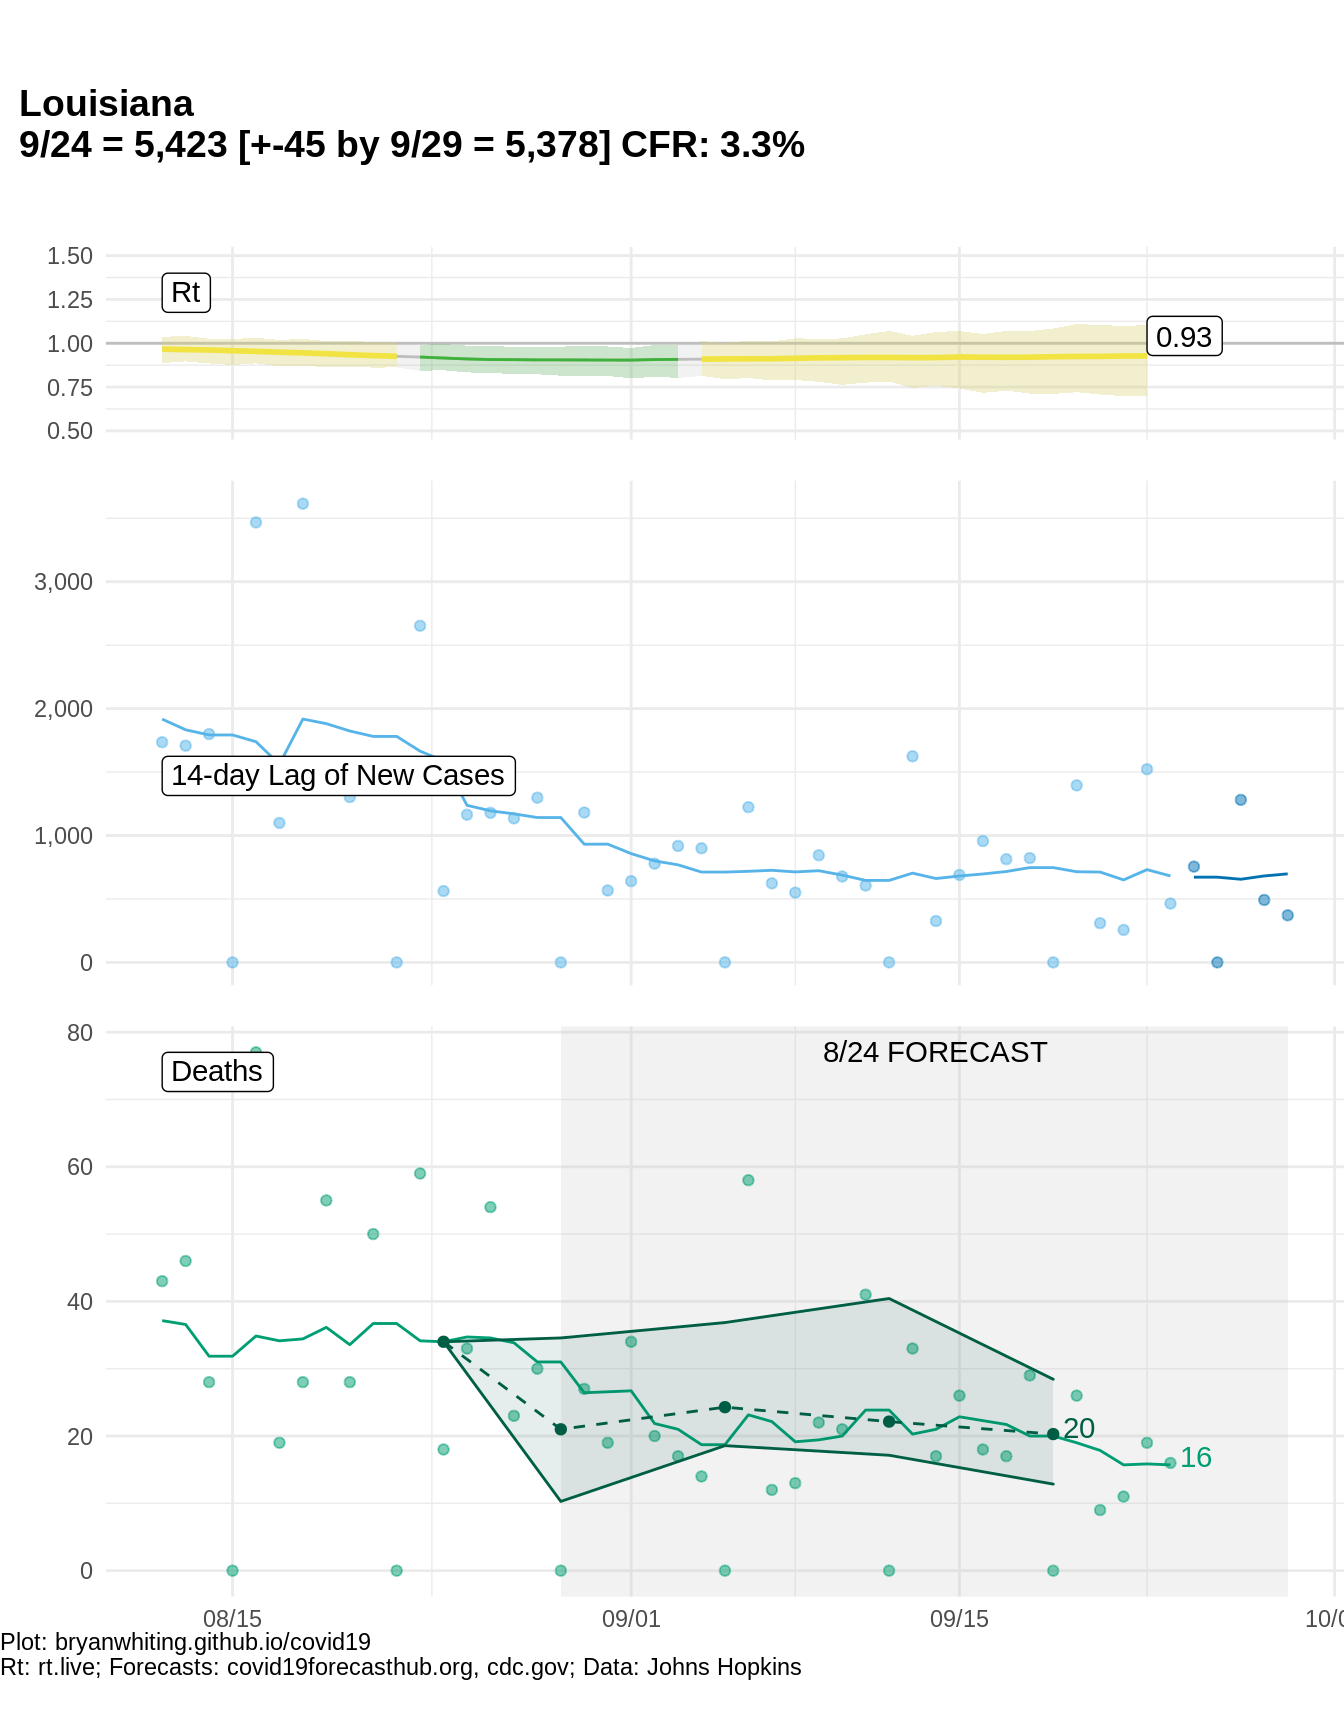 Louisiana
9/24 = 5,423 [+-45 by 9/29 = 5,378] CFR: 3.3%
1.50
Rt
1.25
1.00
0.93
0.75
0.50
3,000
2,000
14-day Lag of New Cases
1,000
0
80
8/24 FORECAST
Deaths
60
40
20
20
16
0
08/15 09/01 09/15 10/0
Plot: bryanwhiting.github.io/covid19
Rt: rt.live; Forecasts: covid19forecasthub.org, cdc.gov; Data: Johns Hopkins